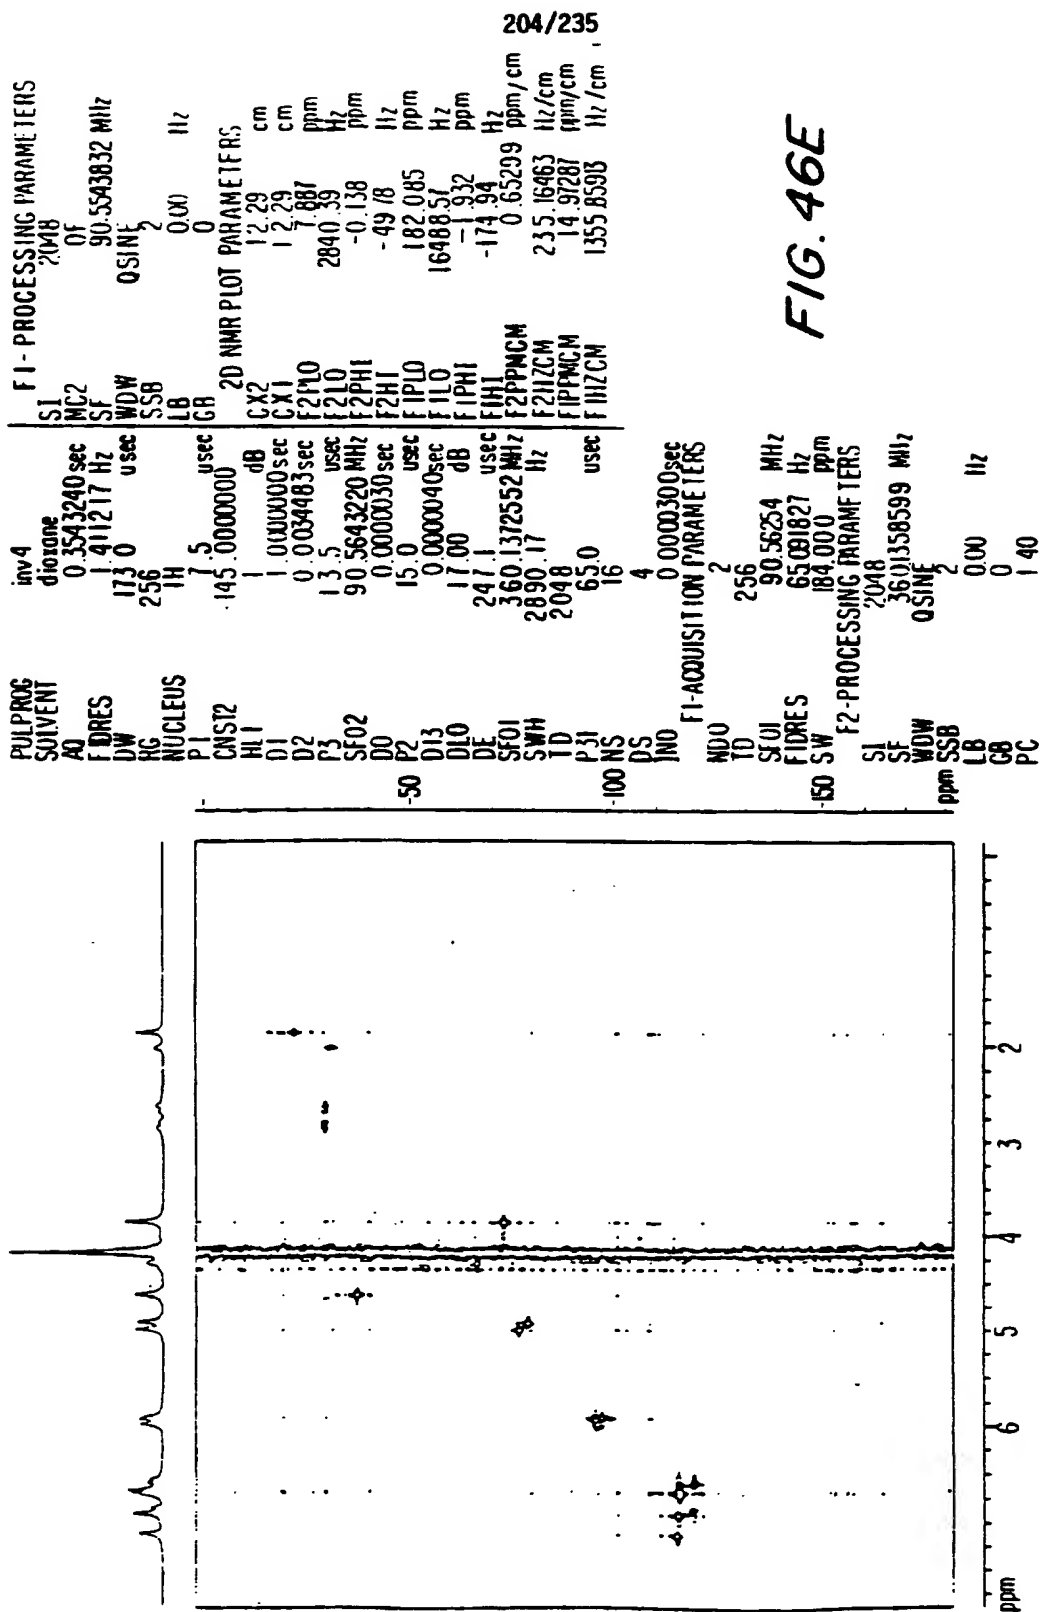 204/235
PULPROG inv4
SOLVENT dioxane
AQ 0.3543240 sec
FIDRES 1.411217 Hz
DW 173.0 usec
RG 256
NUCLEUS 1H
P1 7.5 usec
CNST2 145.0000000
HL1 1 dB
D1 1.0000000 sec
D2 0.0034483 sec
P3 13.5 usec
SFO2 90.5643220 MHz
D0 0.0000030 sec
P2 15.0 usec
D13 0.0000040 sec
DLO 17.00 dB
DE 247.1 usec
SFO1 360.1372552 MHz
SWH 2890.17 Hz
TD 2048
P31 65.0 usec
NS 16
DS 4
IN0 0.0000300 sec
F1-ACQUISITION PARAMETERS
ND0 2
TD 256
SFO1 90.56254 MHz
FIDRES 65.091827 Hz
SW 184.000 ppm
F2-PROCESSING PARAMETERS
SI 2048
SF 360.1358599 MHz
WDW QSINE
SSB 2
LB 0.00 Hz
GB 0
PC 1.40
F1-PROCESSING PARAMETERS
SI 2048
MC2 QF
SF 90.5543832 MHz
WDW QSINE
SSB 2
LB 0.00 Hz
GB 0
2D NMR PLOT PARAMETERS
CX2 12.29 cm
CX1 12.29 cm
F2PLO 7.887 ppm
F2LO 2840.39 Hz
F2PHI -0.138 ppm
F2HI -49.78 Hz
F1PLO 182.085 ppm
F1LO 16488.57 Hz
F1PHI -1.932 ppm
F1HI -174.94 Hz
F2PPMCM 0.65299 ppm/cm
F2HZCM 235.16463 Hz/cm
F1PPMCM 14.97287 ppm/cm
F1HZCM 1355.85913 Hz/cm
50
100
150
ppm
ppm 6 5 4 3 2
FIG. 46E